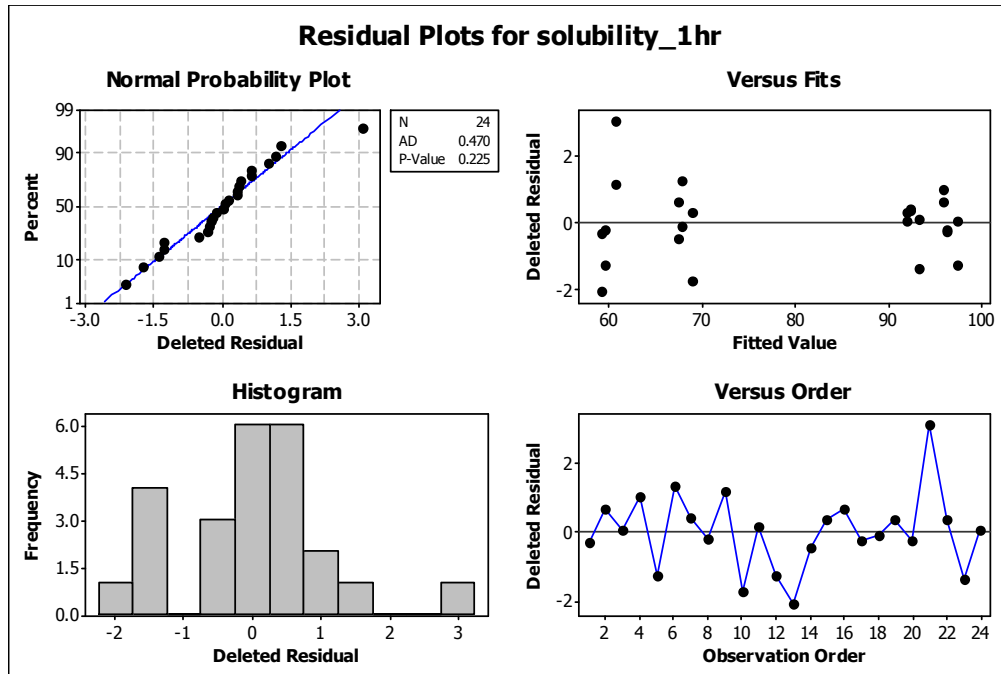 Residual Plots for solubility_1hr
Normal Probability Plot
99
90
50
10
1
Percent
-3.0 -1.5 0.0 1.5 3.0
Deleted Residual
N 24
AD 0.470
P-Value 0.225
Versus Fits
2
0
-2
Deleted Residual
60 70 80 90 100
Fitted Value
Histogram
6.0
4.5
3.0
1.5
0.0
Frequency
-2 -1 0 1 2 3
Deleted Residual
Versus Order
2
0
-2
Deleted Residual
2 4 6 8 10 12 14 16 18 20 22 24
Observation Order